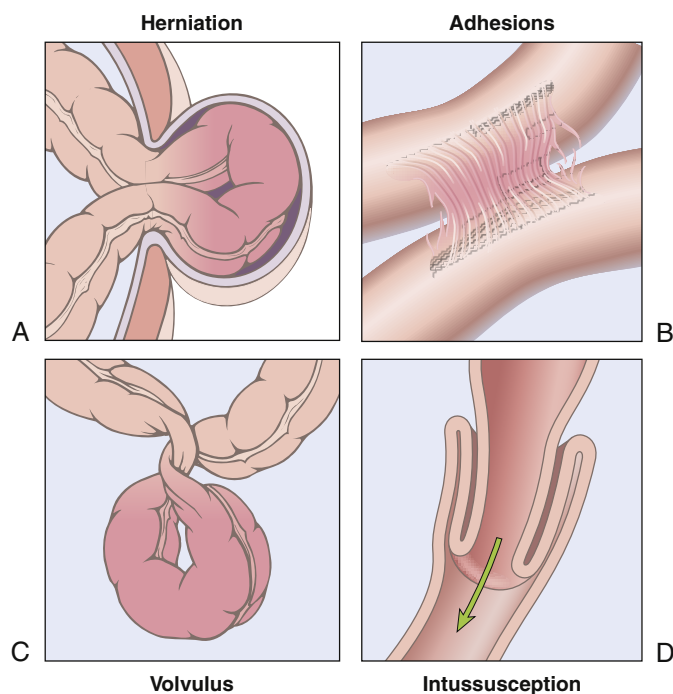 Herniation
Adhesions
A
B
C
D
Volvulus
Intussusception